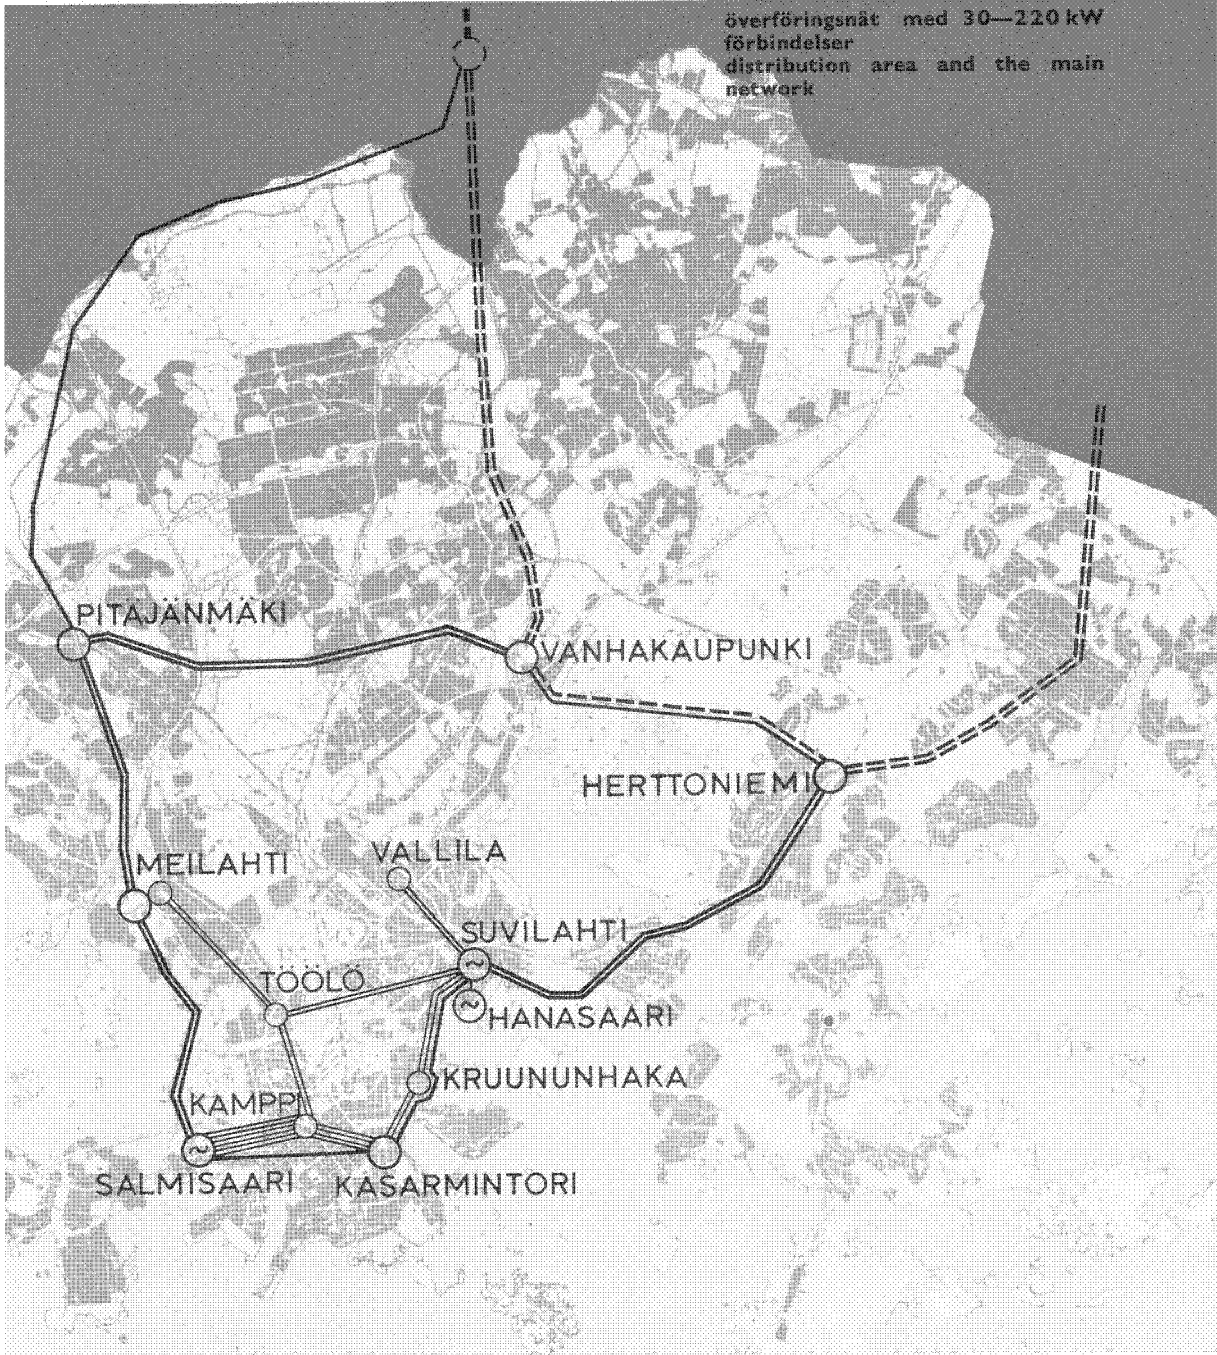 överföringsnät med 30—220 kW
förbindelser
distribution area and the main
network
PITÄJÄNMÄKI
VANHAKAUPUNKI
HERTTONIEMI
MEILAHTI
VALLILA
SUVILAHTI
TÖÖLÖ
HANASAARI
KRUUNUNHAKA
KAMPPI
SALMISAARI
KASARMINTORI